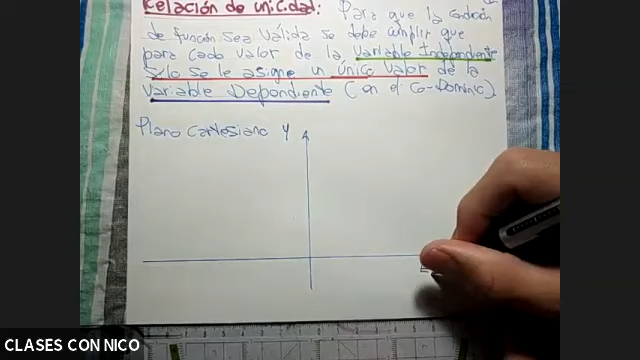 Relación de unicidad: Para que la condición
de función sea válida se debe cumplir que
para cada valor de la Variable Independiente
Sólo se le asigne un único valor de la
Variable Dependiente (en el Co-Dominio).
Plano Cartesiano Y
CLASES CON NICO